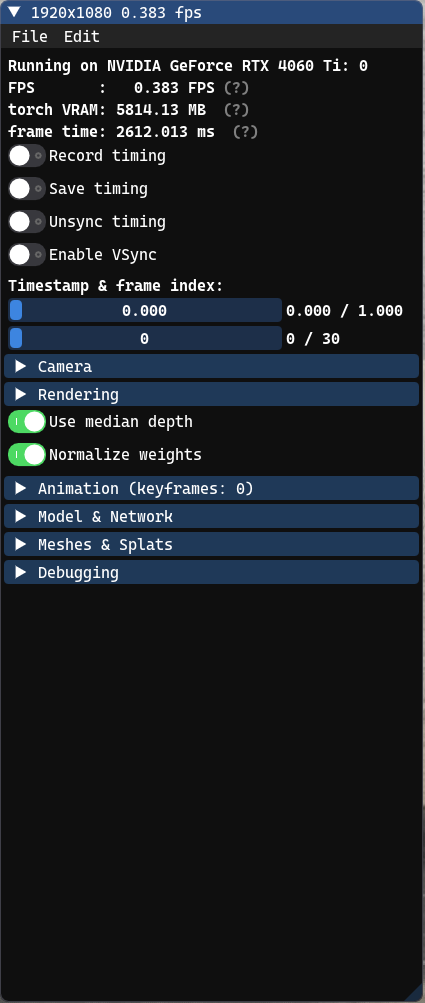 1920x1080 0.383 fps
File Edit
Running on NVIDIA GeForce RTX 4060 Ti: 0
FPS : 0.383 FPS (?)
torch VRAM: 5814.13 MB (?)
frame time: 2612.013 ms (?)
Record timing
Save timing
Unsync timing
Enable VSync
Timestamp & frame index:
0.000 0.000 / 1.000
0 0 / 30
Camera
Rendering
Use median depth
Normalize weights
Animation (keyframes: 0)
Model & Network
Meshes & Splats
Debugging